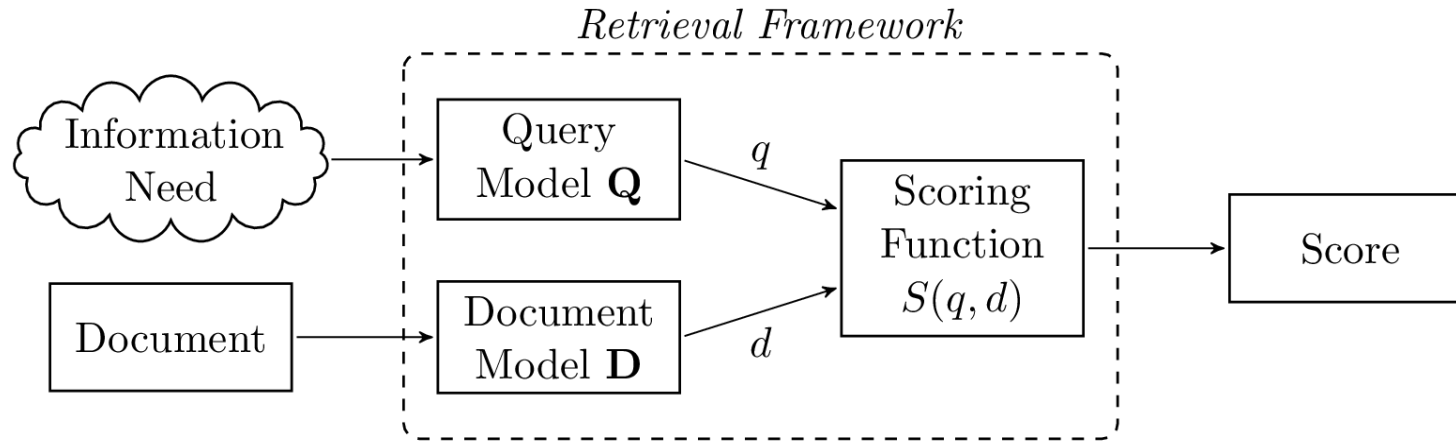 Retrieval Framework
Information
Need
Query
Model Q
q
Scoring
Function
S(q, d)
Score
Document
Document
Model D
d